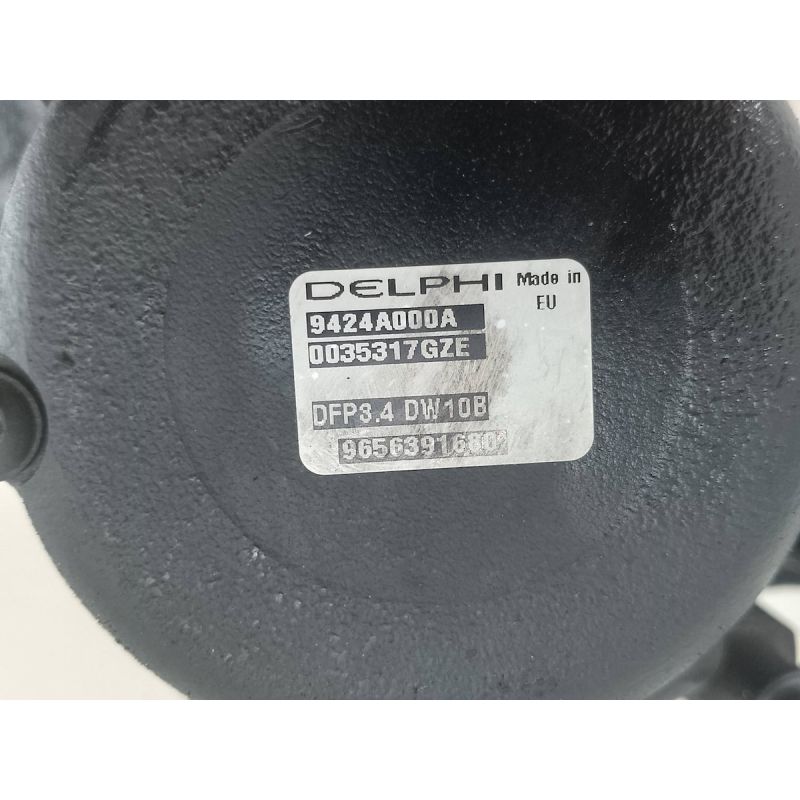 DELPHI Made in
EU
9424A000A
0035317GZE
DFP3.4 DW10B
9656391680